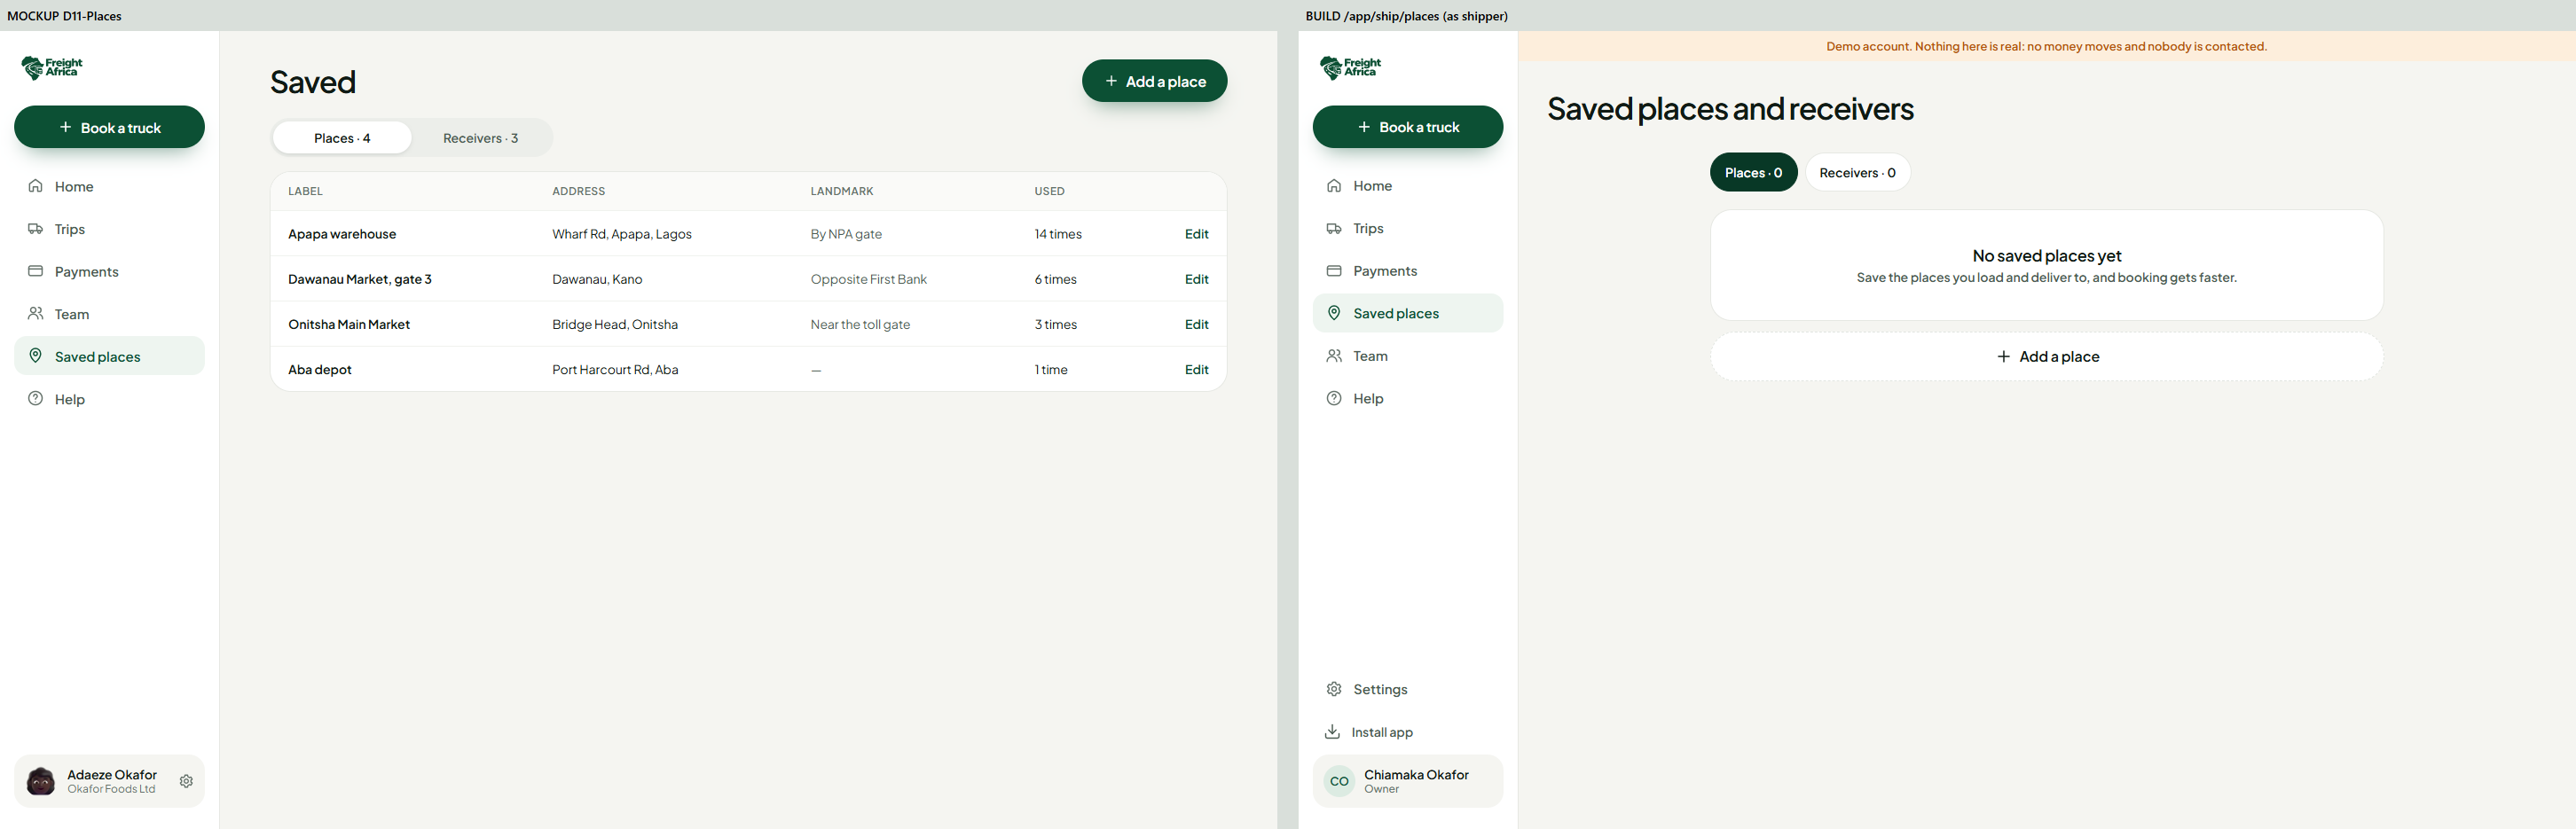 MOCKUP D11-Places
Freight
Africa
Book a truck
Home
Trips
Payments
Team
Saved places
Help
Adaeze Okafor
Okafor Foods Ltd
Saved
Add a place
Places · 4
Receivers · 3
LABEL ADDRESS LANDMARK USED
Apapa warehouse Wharf Rd, Apapa, Lagos By NPA gate 14 times Edit
Dawanau Market, gate 3 Dawanau, Kano Opposite First Bank 6 times Edit
Onitsha Main Market Bridge Head, Onitsha Near the toll gate 3 times Edit
Aba depot Port Harcourt Rd, Aba — 1 time Edit
BUILD /app/ship/places (as shipper)
Freight
Africa
Book a truck
Home
Trips
Payments
Saved places
Team
Help
Settings
Install app
CO
Chiamaka Okafor
Owner
Demo account. Nothing here is real: no money moves and nobody is contacted.
Saved places and receivers
Places · 0
Receivers · 0
No saved places yet
Save the places you load and deliver to, and booking gets faster.
Add a place